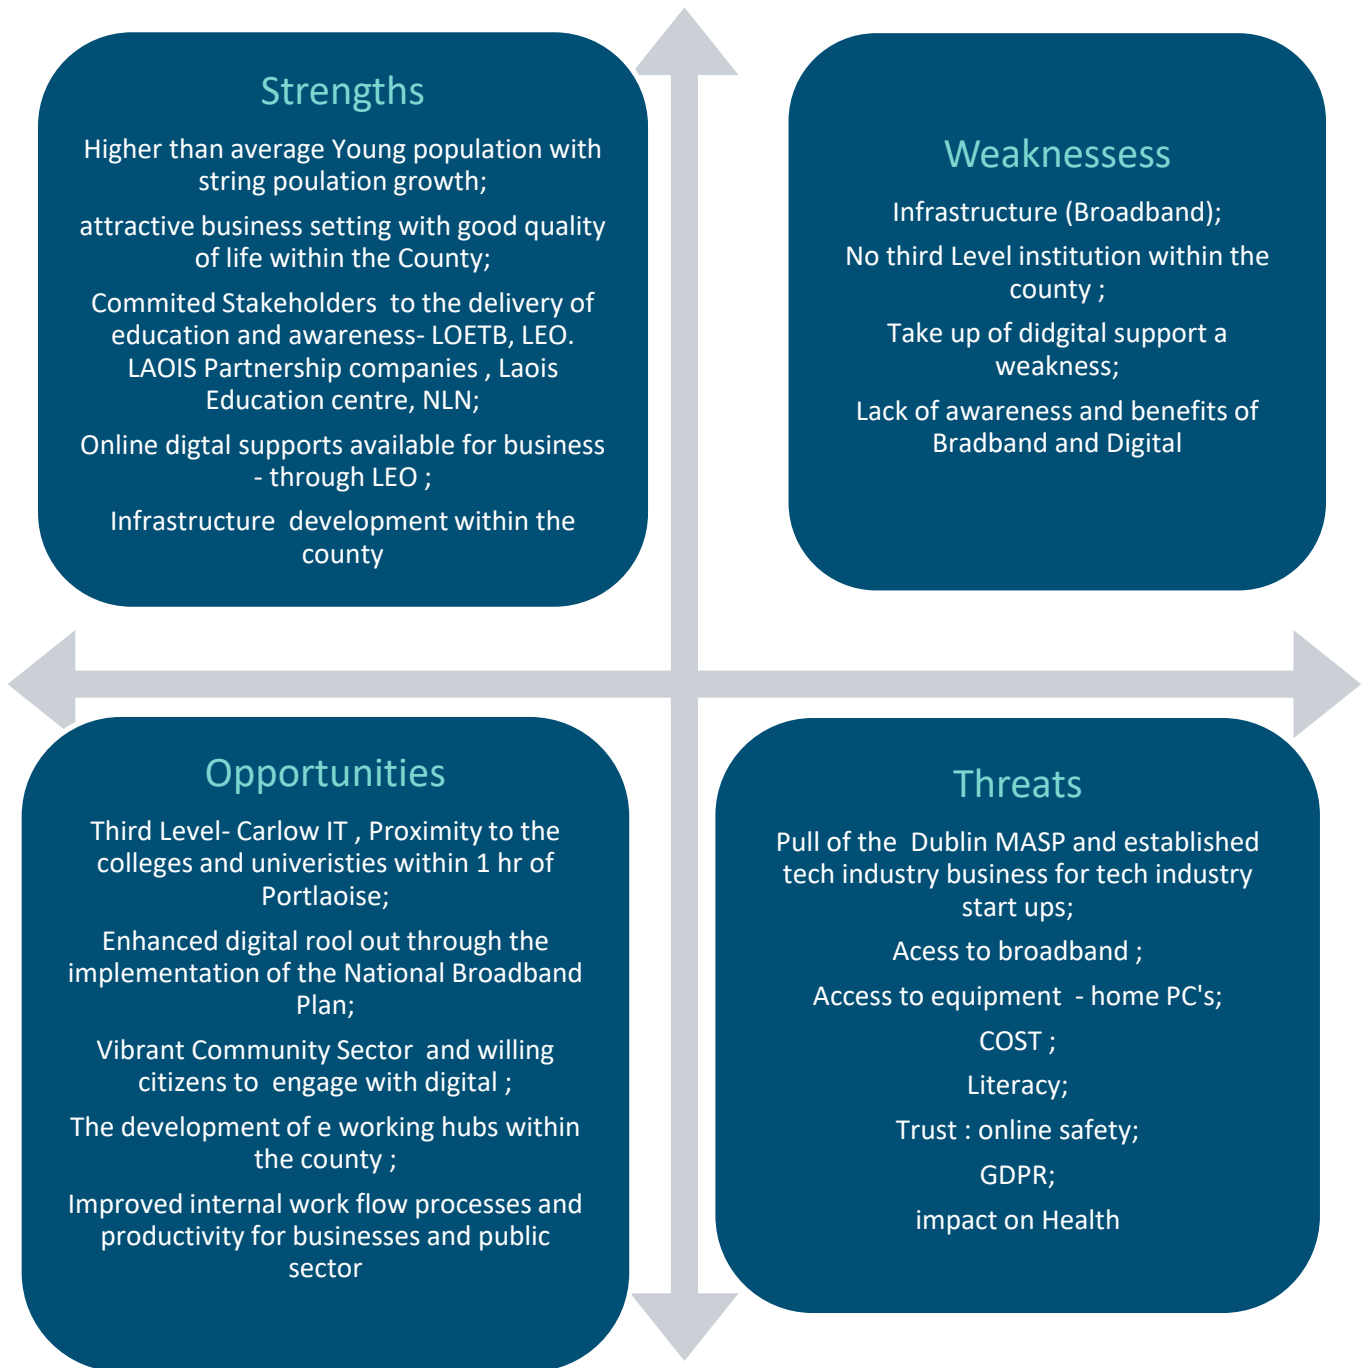 Strengths
Higher than average Young population with
string poulation growth;
attractive business setting with good quality
of life within the County;
Commited Stakeholders to the delivery of
education and awareness- LOETB, LEO.
LAOIS Partnership companies , Laois
Education centre, NLN;
Online digtal supports available for business
- through LEO ;
Infrastructure development within the
county
Weaknessess
Infrastructure (Broadband);
No third Level institution within the
county ;
Take up of didgital support a
weakness;
Lack of awareness and benefits of
Bradband and Digital
Opportunities
Third Level- Carlow IT , Proximity to the
colleges and univeristies within 1 hr of
Portlaoise;
Enhanced digital rool out through the
implementation of the National Broadband
Plan;
Vibrant Community Sector and willing
citizens to engage with digital ;
The development of e working hubs within
the county ;
Improved internal work flow processes and
productivity for businesses and public
sector
Threats
Pull of the Dublin MASP and established
tech industry business for tech industry
start ups;
Acess to broadband ;
Access to equipment - home PC's;
COST ;
Literacy;
Trust : online safety;
GDPR;
impact on Health